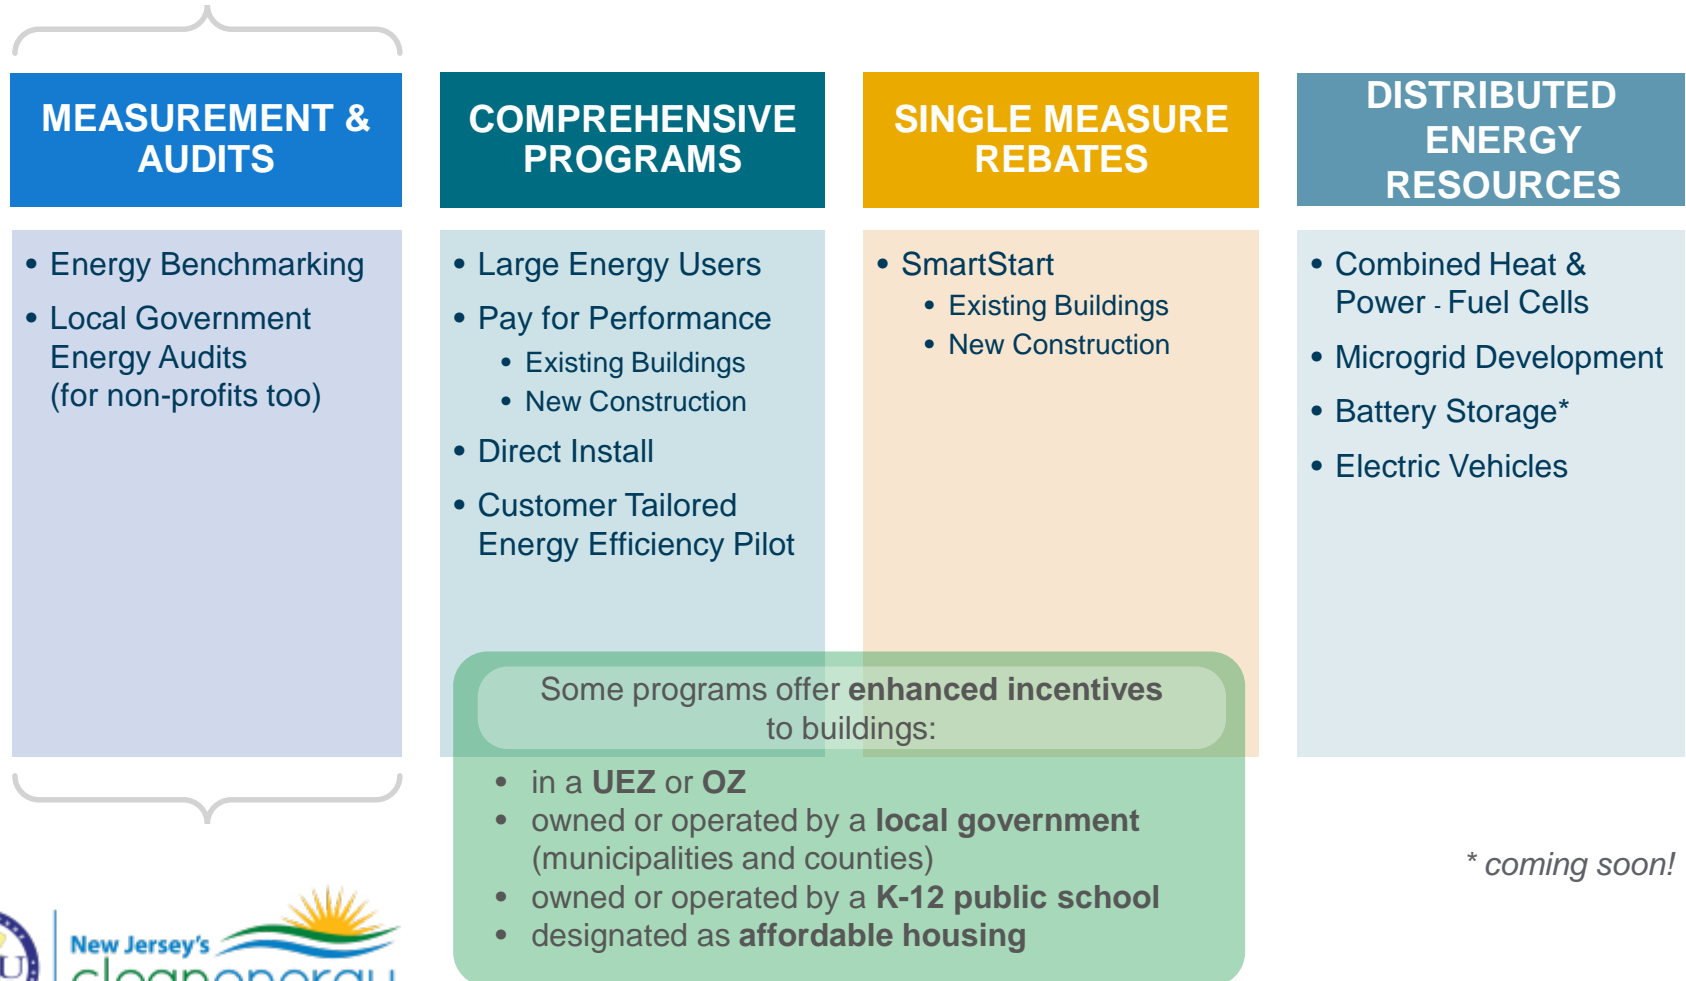 MEASUREMENT &
AUDITS
• Energy Benchmarking
• Local Government
Energy Audits
(for non-profits too)
COMPREHENSIVE
PROGRAMS
• Large Energy Users
• Pay for Performance
• Existing Buildings
• New Construction
• Direct Install
• Customer Tailored
Energy Efficiency Pilot
SINGLE MEASURE
REBATES
• SmartStart
• Existing Buildings
• New Construction
DISTRIBUTED
ENERGY
RESOURCES
• Combined Heat &
Power - Fuel Cells
• Microgrid Development
• Battery Storage*
• Electric Vehicles
Some programs offer enhanced incentives
to buildings:
• in a UEZ or OZ
• owned or operated by a local government
(municipalities and counties)
• owned or operated by a K-12 public school
• designated as affordable housing
* coming soon!
New Jersey's
cleanenergy